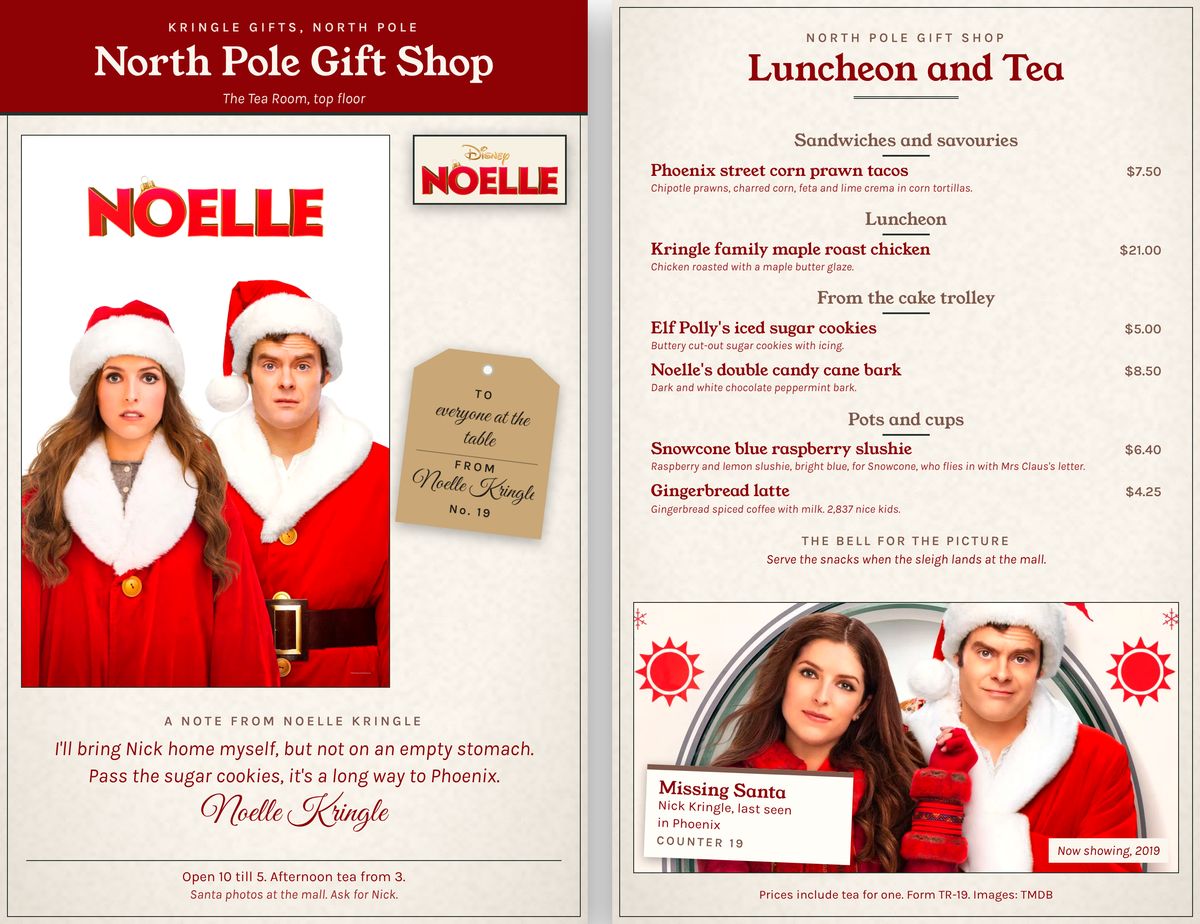 KRINGLE GIFTS, NORTH POLE
North Pole Gift Shop
The Tea Room, top floor
NOELLE
Disney
NOELLE
TO
everyone at the
table
FROM
Noelle Kringle
No. 19
A NOTE FROM NOELLE KRINGLE
I'll bring Nick home myself, but not on an empty stomach.
Pass the sugar cookies, it's a long way to Phoenix.
Noelle Kringle
Open 10 till 5. Afternoon tea from 3.
Santa photos at the mall. Ask for Nick.
NORTH POLE GIFT SHOP
Luncheon and Tea
Sandwiches and savouries
Phoenix street corn prawn tacos $7.50
Chipotle prawns, charred corn, feta and lime crema in corn tortillas.
Luncheon
Kringle family maple roast chicken $21.00
Chicken roasted with a maple butter glaze.
From the cake trolley
Elf Polly's iced sugar cookies $5.00
Buttery cut-out sugar cookies with icing.
Noelle's double candy cane bark $8.50
Dark and white chocolate peppermint bark.
Pots and cups
Snowcone blue raspberry slushie $6.40
Raspberry and lemon slushie, bright blue, for Snowcone, who flies in with Mrs Claus's letter.
Gingerbread latte $4.25
Gingerbread spiced coffee with milk. 2,837 nice kids.
THE BELL FOR THE PICTURE
Serve the snacks when the sleigh lands at the mall.
Missing Santa
Nick Kringle, last seen
in Phoenix
COUNTER 19
Now showing, 2019
Prices include tea for one. Form TR-19. Images: TMDB